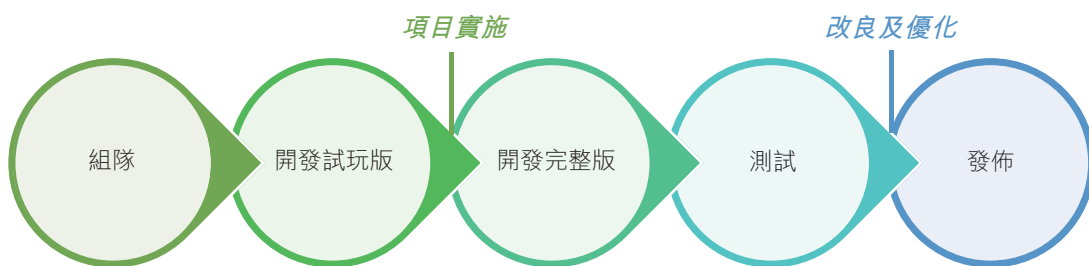 項目實施
改良及優化
組隊
開發試玩版
開發完整版
測試
發佈